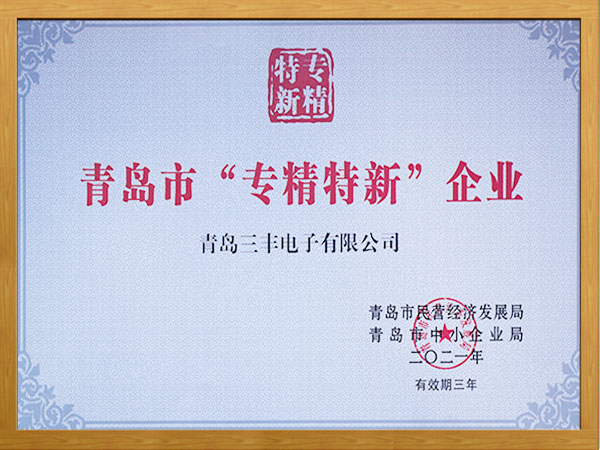 专精
特新
青岛市“专精特新”企业
青岛三丰电子有限公司
青岛市民营经济发展局
青岛市中小企业局
二〇二一年
有效期三年